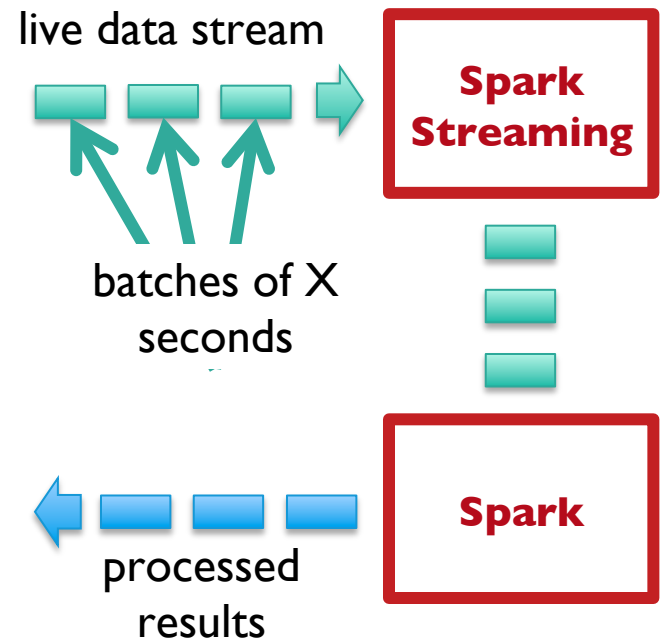 live data stream
Spark
Streaming
batches of X
seconds
Spark
processed
results